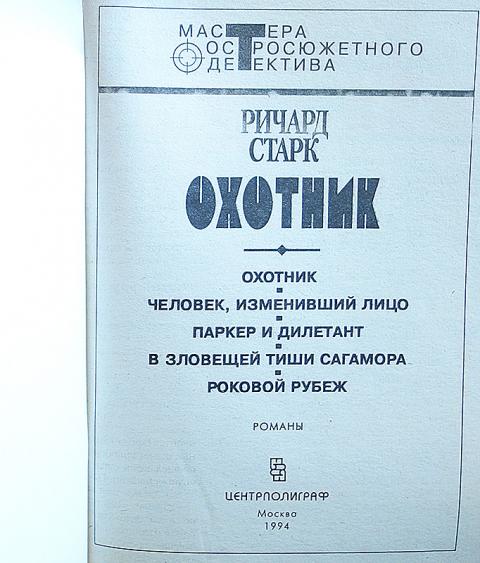 МАСТЕРА
ОСТРОСЮЖЕТНОГО
ДЕТЕКТИВА
РИЧАРД
СТАРК
ОХОТНИК
ОХОТНИК
ЧЕЛОВЕК, ИЗМЕНИВШИЙ ЛИЦО
ПАРКЕР И ДИЛЕТАНТ
В ЗЛОВЕЩЕЙ ТИШИ САГАМОРА
РОКОВОЙ РУБЕЖ
РОМАНЫ
ЦЕНТРПОЛИГРАФ
Москва
1994